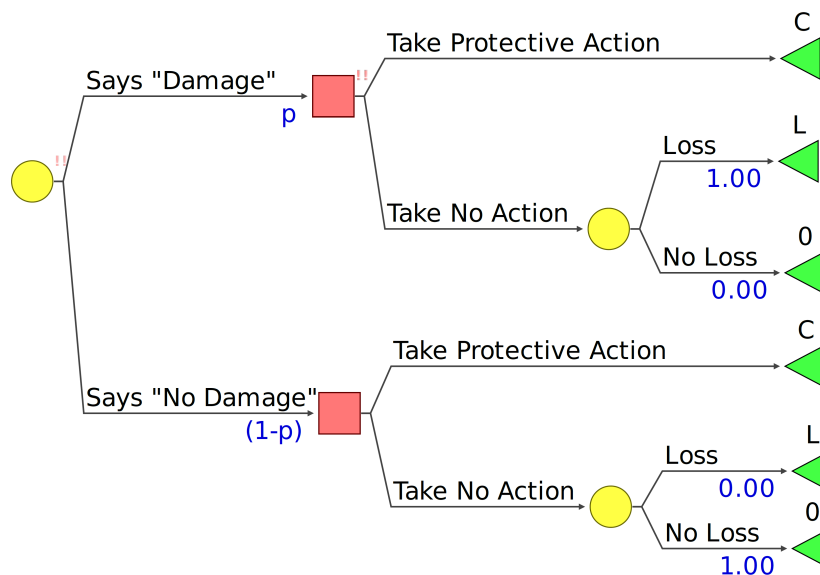 C
Take Protective Action
Says "Damage"
!!
p
L
Loss
1.00
!!
Take No Action
0
No Loss
0.00
C
Take Protective Action
Says "No Damage"
(1-p)
L
Loss
0.00
Take No Action
0
No Loss
1.00